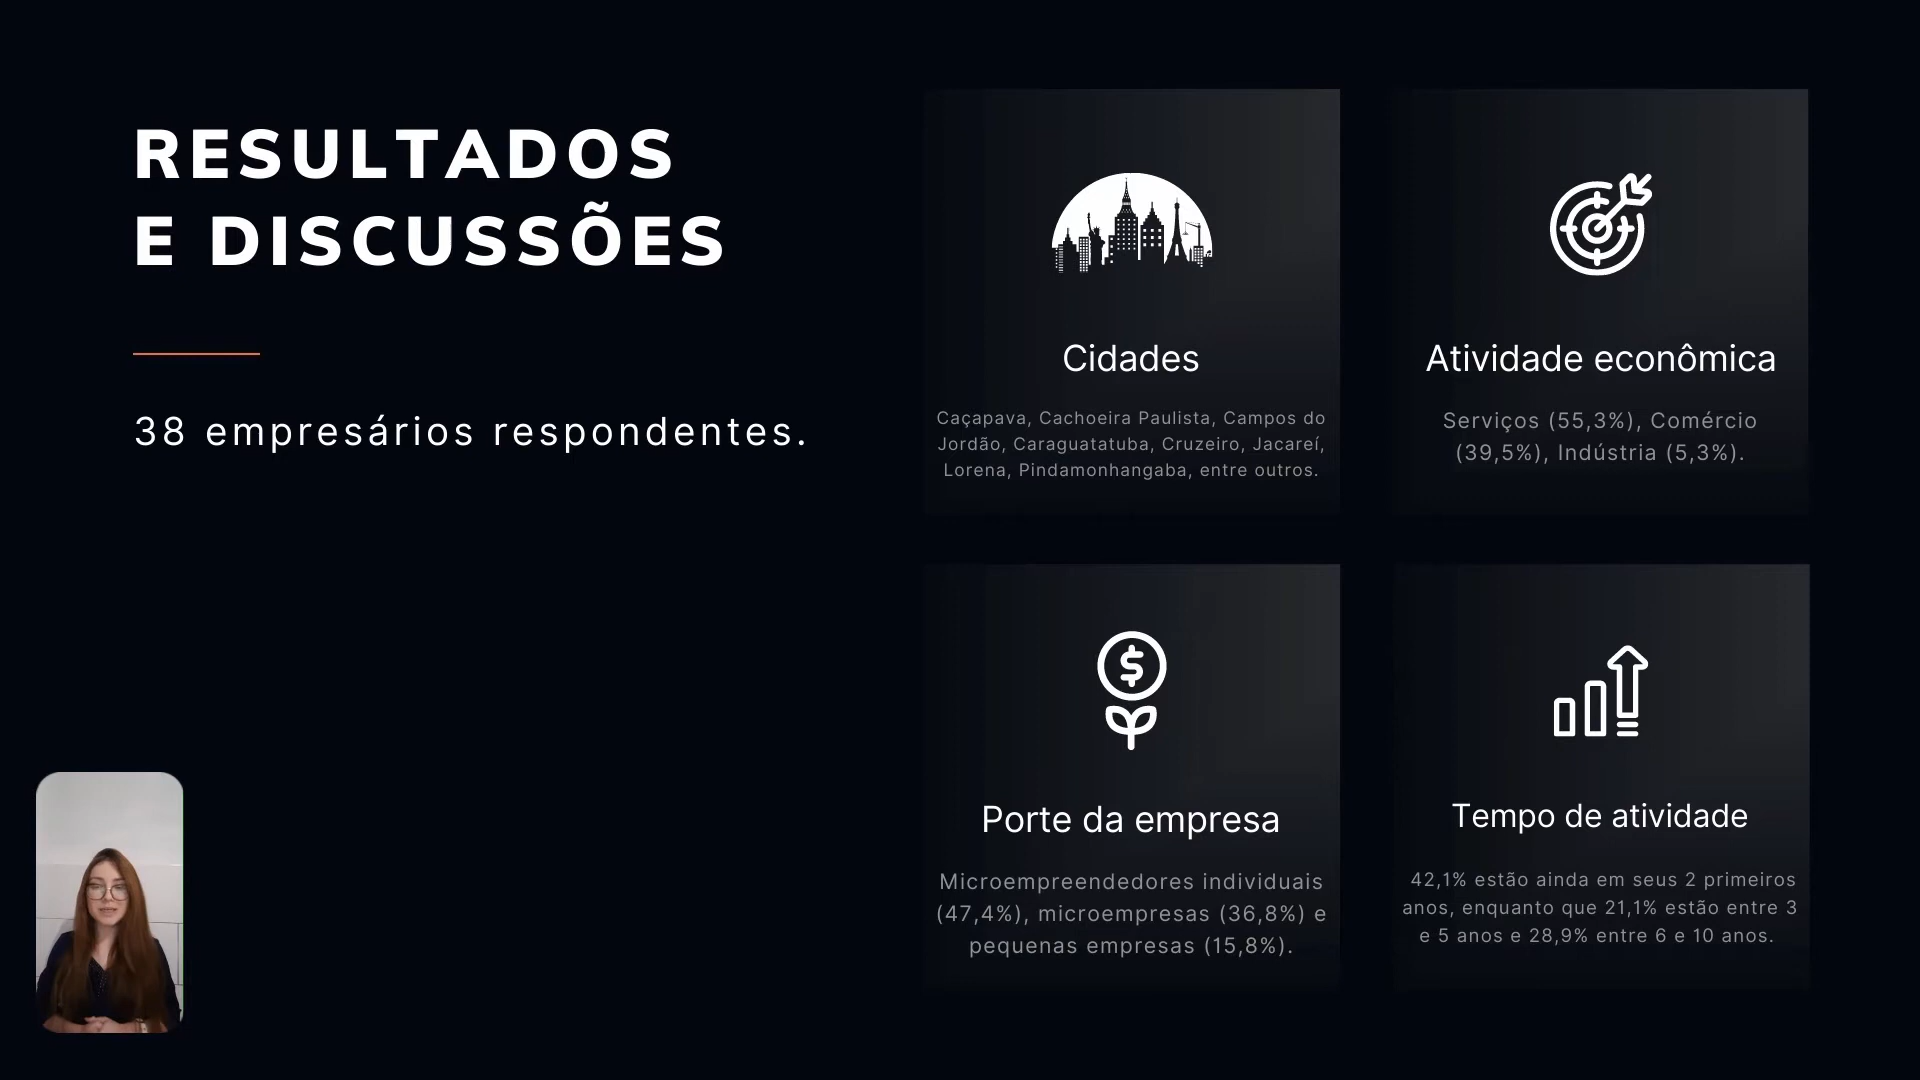 RESULTADOS
E DISCUSSÕES
38 empresários respondentes.
Cidades
Caçapava, Cachoeira Paulista, Campos do
Jordão, Caraguatatuba, Cruzeiro, Jacareí,
Lorena, Pindamonhangaba, entre outros.
Atividade econômica
Serviços (55,3%), Comércio
(39,5%), Indústria (5,3%).
Porte da empresa
Microempreendedores individuais
(47,4%), microempresas (36,8%) e
pequenas empresas (15,8%).
Tempo de atividade
42,1% estão ainda em seus 2 primeiros
anos, enquanto que 21,1% estão entre 3
e 5 anos e 28,9% entre 6 e 10 anos.